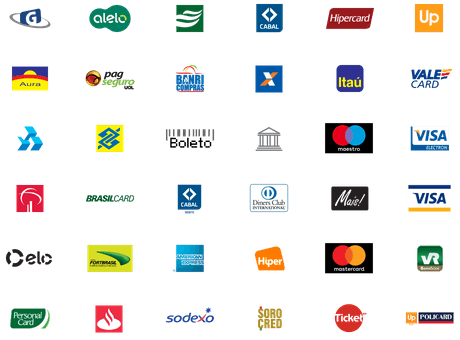 G
alelo
CABAL
Hipercard
Up
Aura
pag
seguro
UOL
BANRI
COMPRAS
X
Itaú
VALE
CARD
Boleto
maestro
VISA
ELECTRON
BRASILCARD
CABAL
Diners Club
INTERNATIONAL
Mais!
VISA
elo
FORTBRASIL
AMERICAN
EXPRESS
Hiper
mastercard
VR
Benefícios
Personal
Card
sodexo
SORO
CRED
Ticket
Up
POLICARD